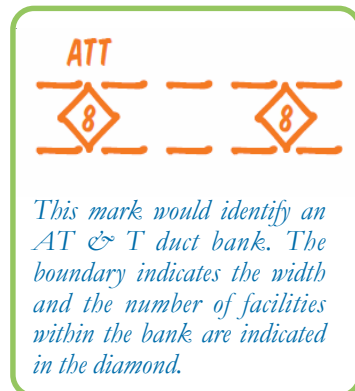 ATT
8 8
This mark would identify an
AT & T duct bank. The
boundary indicates the width
and the number of facilities
within the bank are indicated
in the diamond.